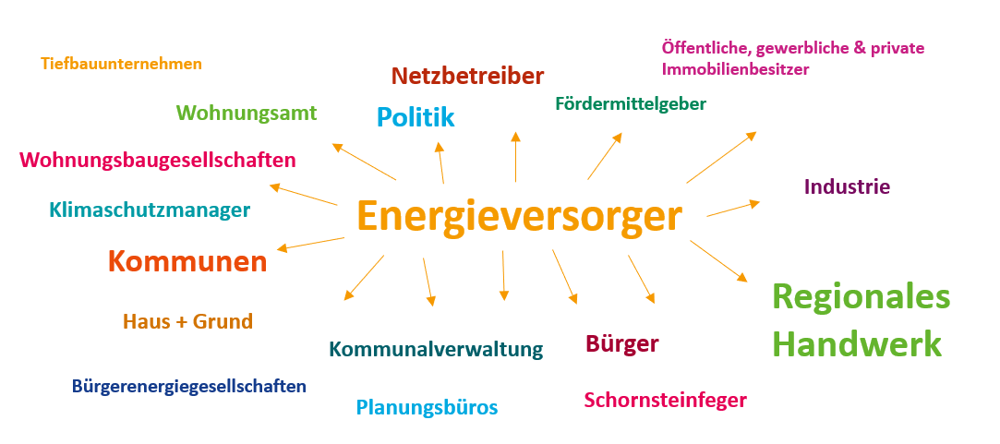 Öffentliche, gewerbliche & private
Immobilienbesitzer
Tiefbauunternehmen
Netzbetreiber
Fördermittelgeber
Wohnungsamt
Politik
Wohnungsbaugesellschaften
Industrie
Klimaschutzmanager
Energieversorger
Kommunen
Regionales
Handwerk
Haus + Grund
Kommunalverwaltung
Bürger
Bürgerenergiegesellschaften
Planungsbüros
Schornsteinfeger